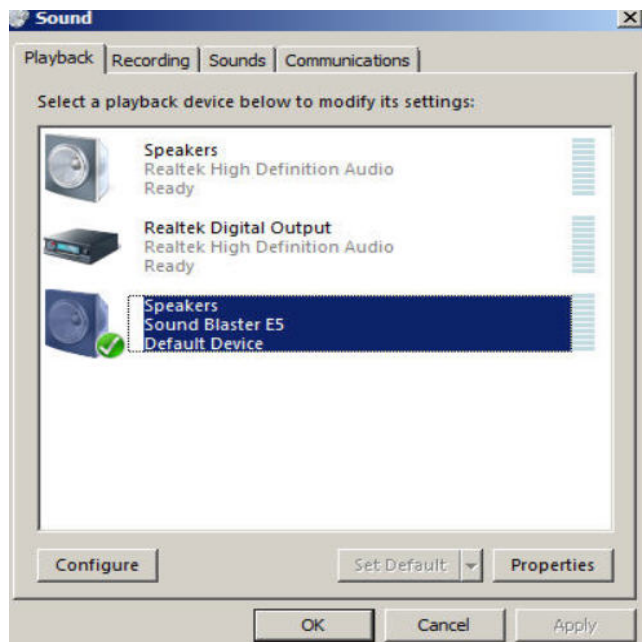 Sound
Playback Recording Sounds Communications
Select a playback device below to modify its settings:
Speakers
Realtek High Definition Audio
Ready
Realtek Digital Output
Realtek High Definition Audio
Ready
Speakers
Sound Blaster E5
Default Device
Configure Set Default Properties
OK Cancel Apply